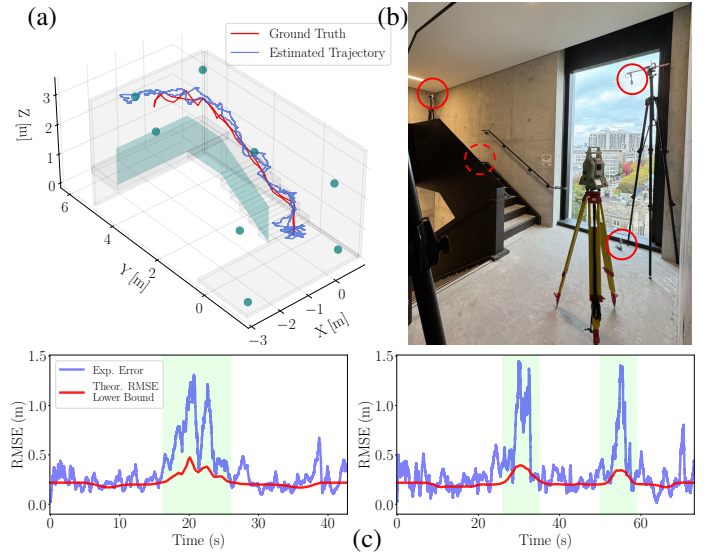 (a)
(b)
Ground Truth
Estimated Trajectory
Z [m]
3
2
1
0
6
4
2
0
Y [m]
−3
−2
−1
0
X [m]
1.5
1.0
0.5
0.0
RMSE (m)
Exp. Error
Theor. RMSE
Lower Bound
0
10
20
30
40
Time (s)
(c)
1.5
1.0
0.5
0.0
RMSE (m)
0
20
40
60
Time (s)